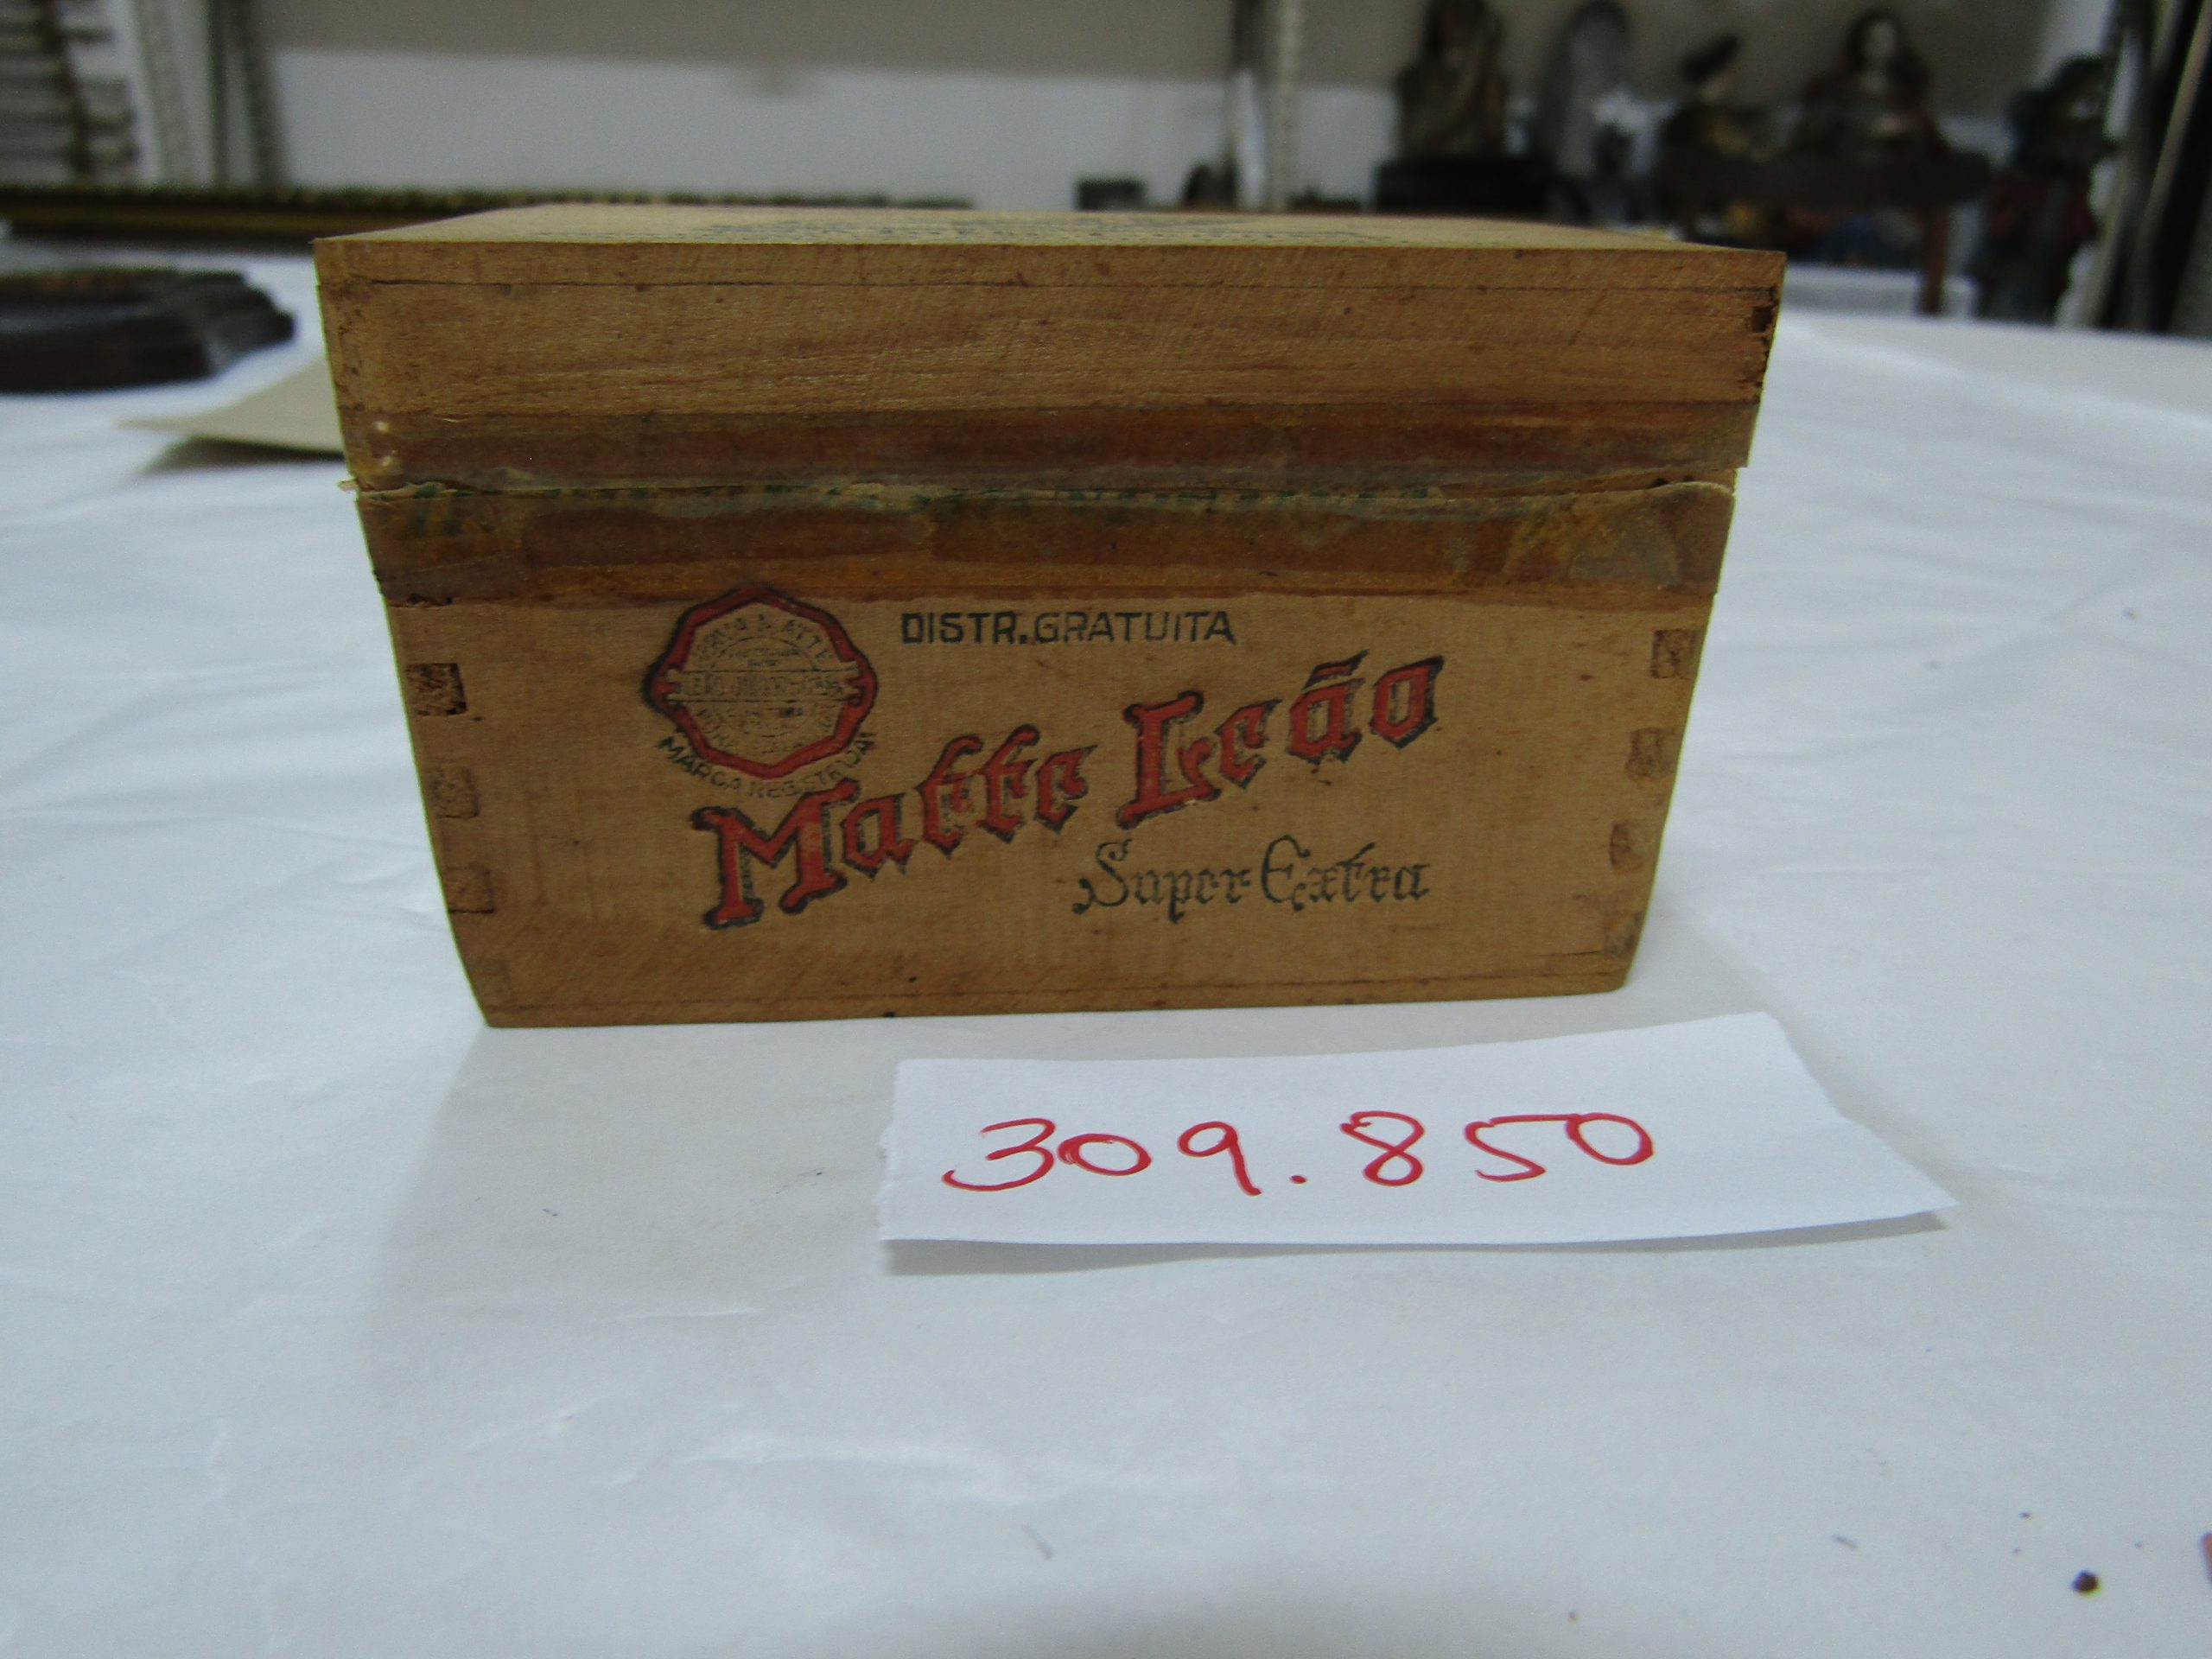 DISTR. GRATUITA
MARCA REGISTRADA
Matte Leão
Super Extra
309.850